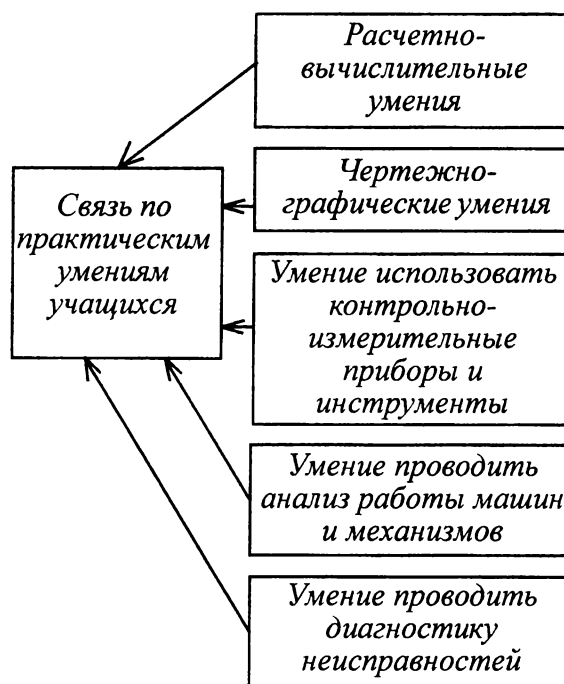 Расчетно-
вычислительные
умения
Чертежно-
графические умения
Связь по
практическим
умениям
учащихся
Умение использовать
контрольно-
измерительные
приборы и
инструменты
Умение проводить
анализ работы машин
и механизмов
Умение проводить
диагностику
неисправностей